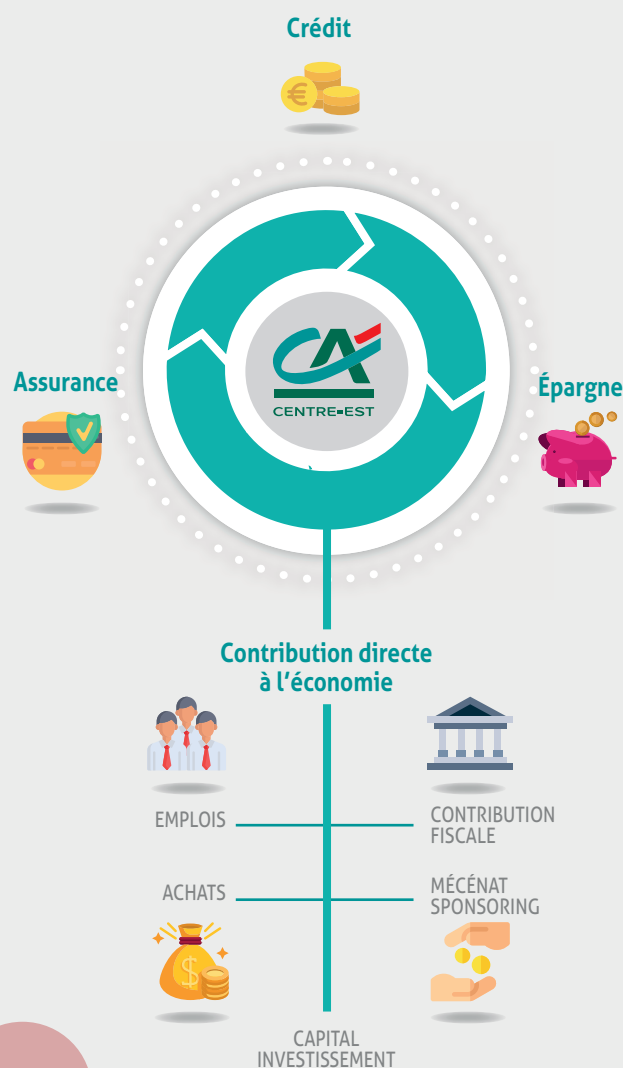 Crédit
CENTRE-EST
Assurance
Épargne
Contribution directe
à l'économie
EMPLOIS
CONTRIBUTION
FISCALE
ACHATS
MÉCÉNAT
SPONSORING
CAPITAL
INVESTISSEMENT